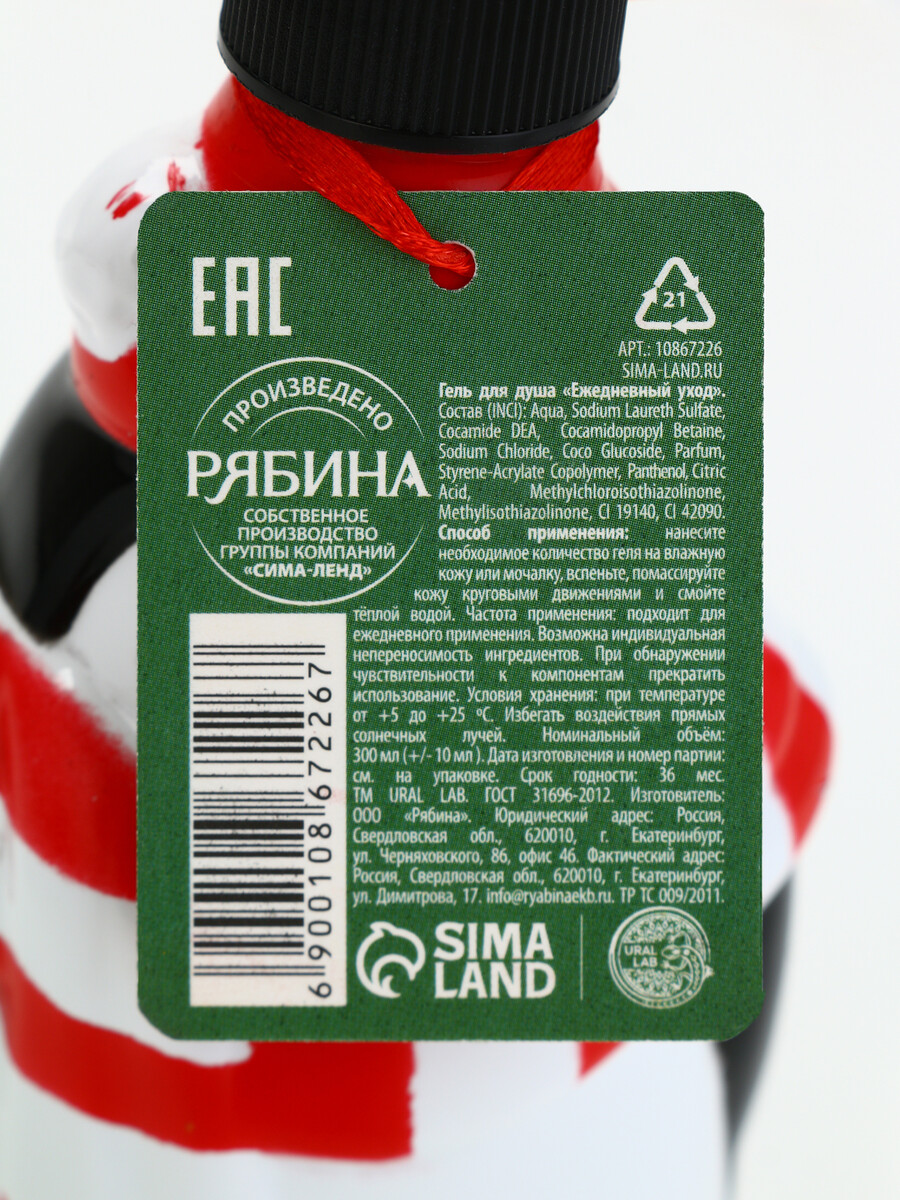 ЕАС
21
АРТ.: 10867226
SIMA-LAND.RU
ПРОИЗВЕДЕНО
РЯБИНА
СОБСТВЕННОЕ
ПРОИЗВОДСТВО
ГРУППЫ КОМПАНИЙ
«СИМА-ЛЕНД»
Гель для душа «Ежедневный уход».
Состав (INCI): Aqua, Sodium Laureth Sulfate,
Cocamide DEA, Cocamidopropyl Betaine,
Sodium Chloride, Coco Glucoside, Parfum,
Styrene-Acrylate Copolymer, Panthenol, Citric
Acid, Methylchloroisothiazolinone,
Methylisothiazolinone, CI 19140, CI 42090.
Способ применения: нанесите
необходимое количество геля на влажную
кожу или мочалку, вспеньте, помассируйте
кожу круговыми движениями и смойте
тёплой водой. Частота применения: подходит для
ежедневного применения. Возможна индивидуальная
непереносимость ингредиентов. При обнаружении
чувствительности к компонентам прекратить
использование. Условия хранения: при температуре
от +5 до +25 ºС. Избегать воздействия прямых
солнечных лучей. Номинальный объём:
300 мл (+/- 10 мл ). Дата изготовления и номер партии:
см. на упаковке. Срок годности: 36 мес.
ТМ URAL LAB. ГОСТ 31696-2012. Изготовитель:
ООО «Рябина». Юридический адрес: Россия,
Свердловская обл., 620010, г. Екатеринбург,
ул. Черняховского, 86, офис 46. Фактический адрес:
Россия, Свердловская обл., 620010, г. Екатеринбург,
ул. Димитрова, 17. info@ryabinaekb.ru. ТР ТС 009/2011.
6 900108 672267
SIMA
LAND
URAL
LAB